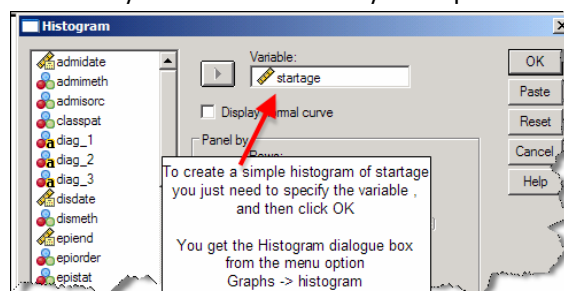 Histogram
admidate
admimeth
admisorc
classpat
diag_1
diag_2
diag_3
disdate
dismeth
epiend
epiorder
epistat
Variable:
startage
Display normal curve
Panel by
Rows:
To create a simple histogram of startage
you just need to specify the variable ,
and then click OK
You get the Histogram dialogue box
from the menu option
Graphs -> histogram
OK
Paste
Reset
Cancel
Help